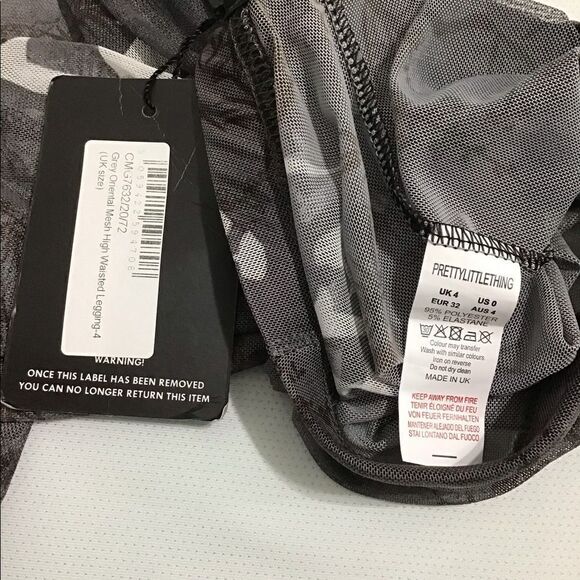 5059428594706
CMG7632/20/72
Grey Oriental Mesh High Waisted Legging-4
(UK size)
WARNING!
ONCE THIS LABEL HAS BEEN REMOVED
YOU CAN NO LONGER RETURN THIS ITEM
PRETTYLITTLETHING
UK 4 US 0
EUR 32 AUS 4
95% POLYESTER
5% ELASTANE
Colour may transfer
Wash with similar colours
Iron on reverse
Do not dry clean
MADE IN UK
KEEP AWAY FROM FIRE
TENIR ÉLOIGNÉ DU FEU
VON FEUER FERNHALTEN
MANTENER ALEJADO DEL FUEGO
STAI LONTANO DAL FUOCO